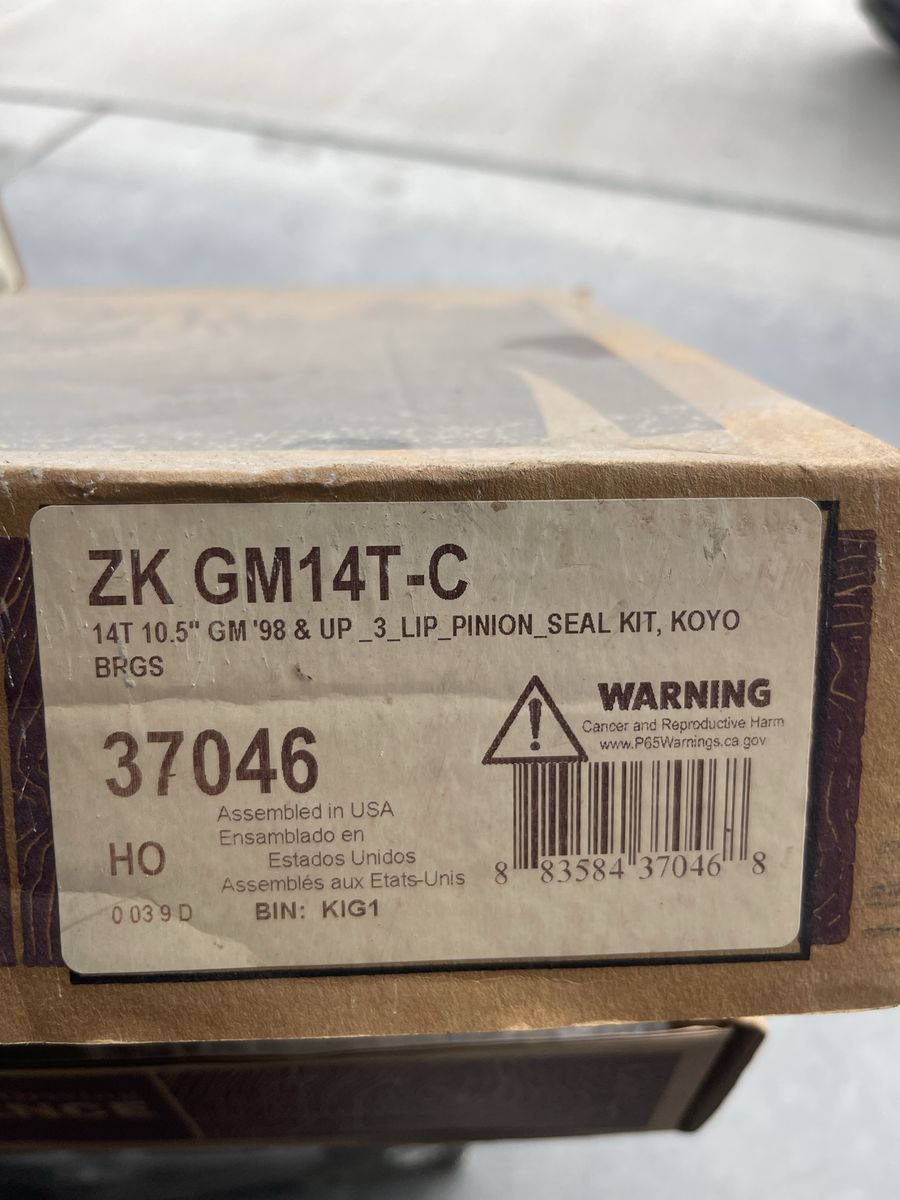 ZK GM14T-C
14T 10.5" GM '98 & UP _3_LIP_PINION_SEAL KIT, KOYO
BRGS
WARNING
Cancer and Reproductive Harm
www.P65Warnings.ca.gov
37046
Assembled in USA
Ensamblado en
Estados Unidos
Assemblés aux Etats-Unis
HO
0 03 9 D
BIN: KIG1
8 83584 37046 8